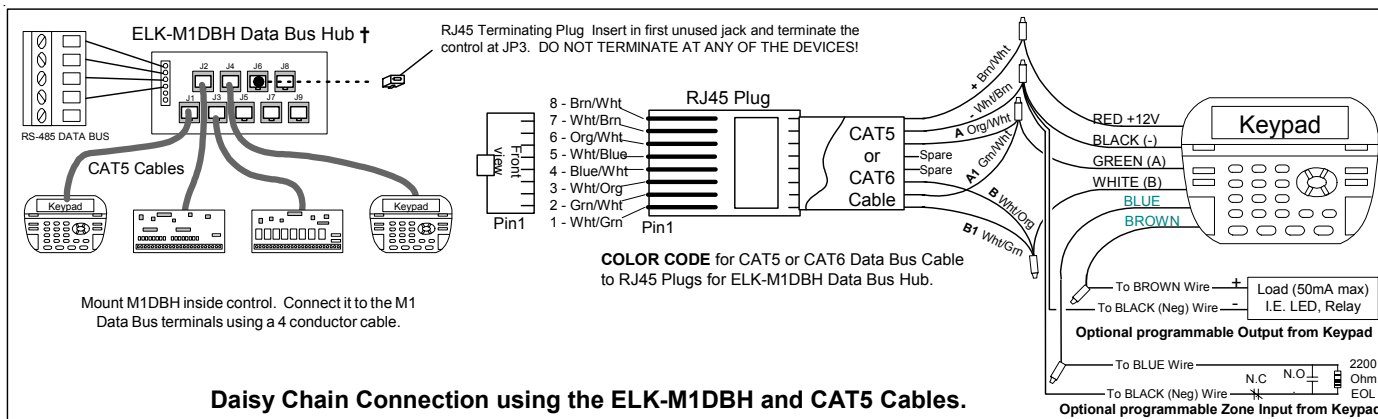 ELK-M1DBH Data Bus Hub †
RJ45 Terminating Plug Insert in first unused jack and terminate the
control at JP3. DO NOT TERMINATE AT ANY OF THE DEVICES!
J2
J4
J6
J8
J1
J3
J5
J7
J9
RS-485 DATA BUS
CAT5 Cables
Keypad
Keypad
Mount M1DBH inside control. Connect it to the M1
Data Bus terminals using a 4 conductor cable.
Front
View
Pin1
8 - Brn/Wht
7 - Wht/Brn
6 - Org/Wht
5 - Wht/Blue
4 - Blue/Wht
3 - Wht/Org
2 - Grn/Wht
1 - Wht/Grn
RJ45 Plug
Pin1
CAT5
or
CAT6
Cable
+ Brn/Wht
- Wht/Brn
A Org/Wht
Spare
Spare
A1 Grn/Wht
B Wht/Org
B1 Wht/Grn
COLOR CODE for CAT5 or CAT6 Data Bus Cable
to RJ45 Plugs for ELK-M1DBH Data Bus Hub.
RED +12V
BLACK (-)
GREEN (A)
WHITE (B)
BLUE
BROWN
Keypad
To BROWN Wire +
To BLACK (Neg) Wire -
Load (50mA max)
I.E. LED, Relay
Optional programmable Output from Keypad
To BLUE Wire
To BLACK (Neg) Wire
N.C
N.O
2200
Ohm
EOL
Optional programmable Zone Input from Keypad
Daisy Chain Connection using the ELK-M1DBH and CAT5 Cables.